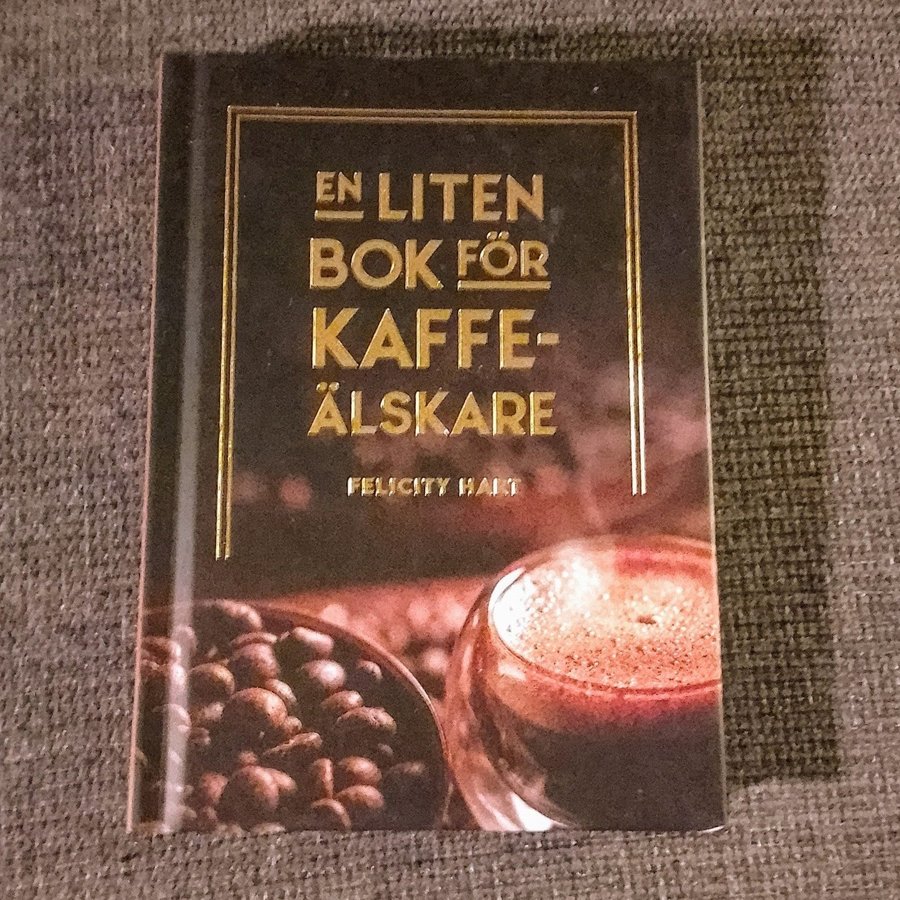 EN LITEN
BOK FÖR
KAFFE-
ÄLSKARE
FELICITY HART